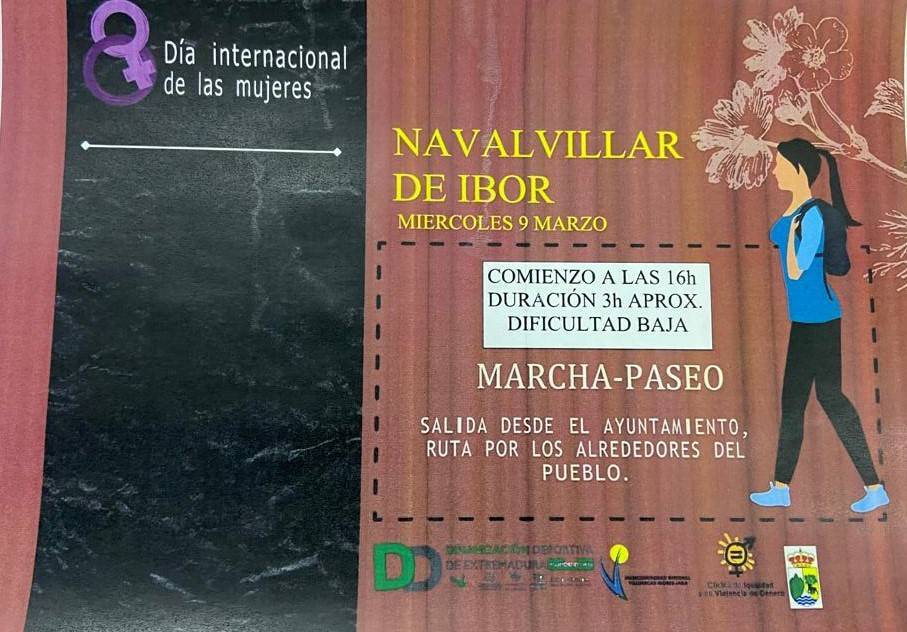 Día internacional
de las mujeres
NAVALVILLAR
DE IBOR
MIERCOLES 9 MARZO
COMIENZO A LAS 16h
DURACIÓN 3h APROX.
DIFICULTAD BAJA
MARCHA-PASEO
SALIDA DESDE EL AYUNTAMIENTO,
RUTA POR LOS ALREDEDORES DEL
PUEBLO.
DINAMIZACIÓN DEPORTIVA
DE EXTREMADURA